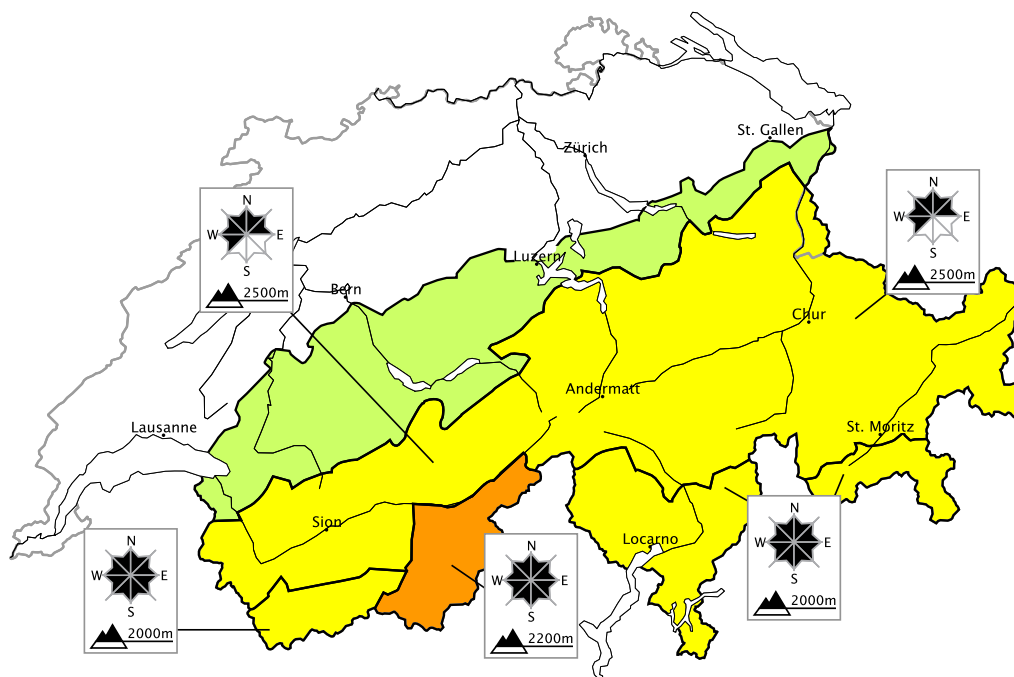 St. Gallen
Zürich
N
W E
S
2500m
N
W E
S
2500m
Luzern
Bern
Chur
Andermatt
Lausanne
St. Moritz
Sion
Locarno
N
W E
S
2000m
N
W E
S
2200m
N
W E
S
2000m